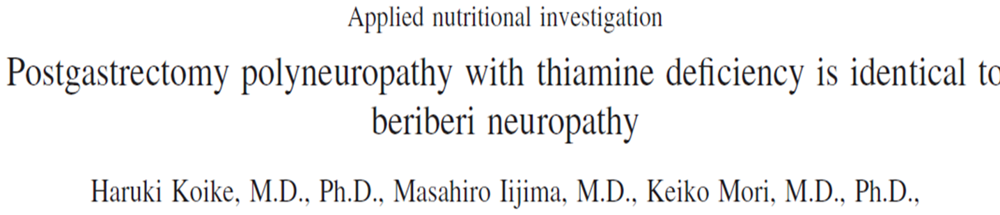 Applied nutritional investigation
Postgastrectomy polyneuropathy with thiamine deficiency is identical to
beriberi neuropathy
Haruki Koike, M.D., Ph.D., Masahiro Iijima, M.D., Keiko Mori, M.D., Ph.D.,